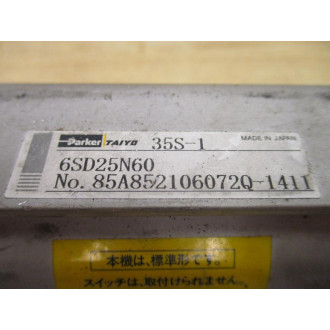 Parker TAIYO 35S-1 MADE IN JAPAN
6SD25N60
No. 85A852106072Q-1411
本機は、標準形です。
スイッチは、取付けられません。